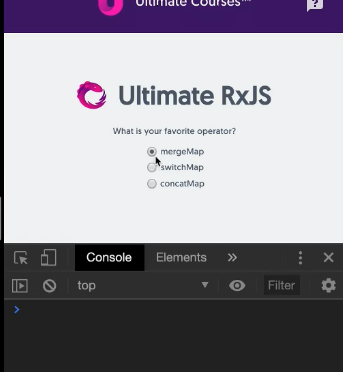 Ultimate Courses™
Ultimate RxJS
What is your favorite operator?
mergeMap
switchMap
concatMap
Console Elements »
top Filter